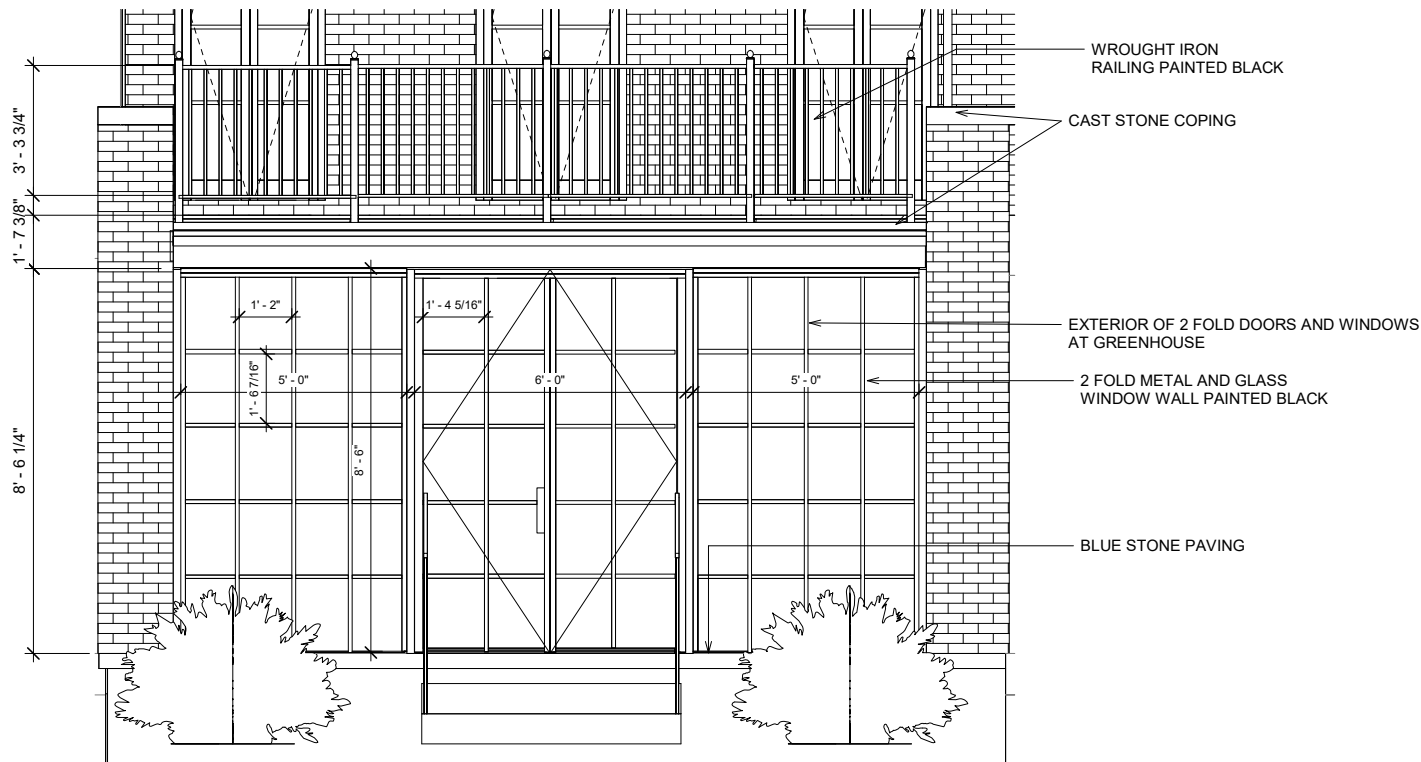 WROUGHT IRON
RAILING PAINTED BLACK
CAST STONE COPING
3' - 3 3/4"
1' - 7 3/8"
8' - 6 1/4"
1' - 2"
1' - 4 5/16"
1' - 6 7/16"
5' - 0"
6' - 0"
5' - 0"
8' - 6"
EXTERIOR OF 2 FOLD DOORS AND WINDOWS
AT GREENHOUSE
2 FOLD METAL AND GLASS
WINDOW WALL PAINTED BLACK
BLUE STONE PAVING